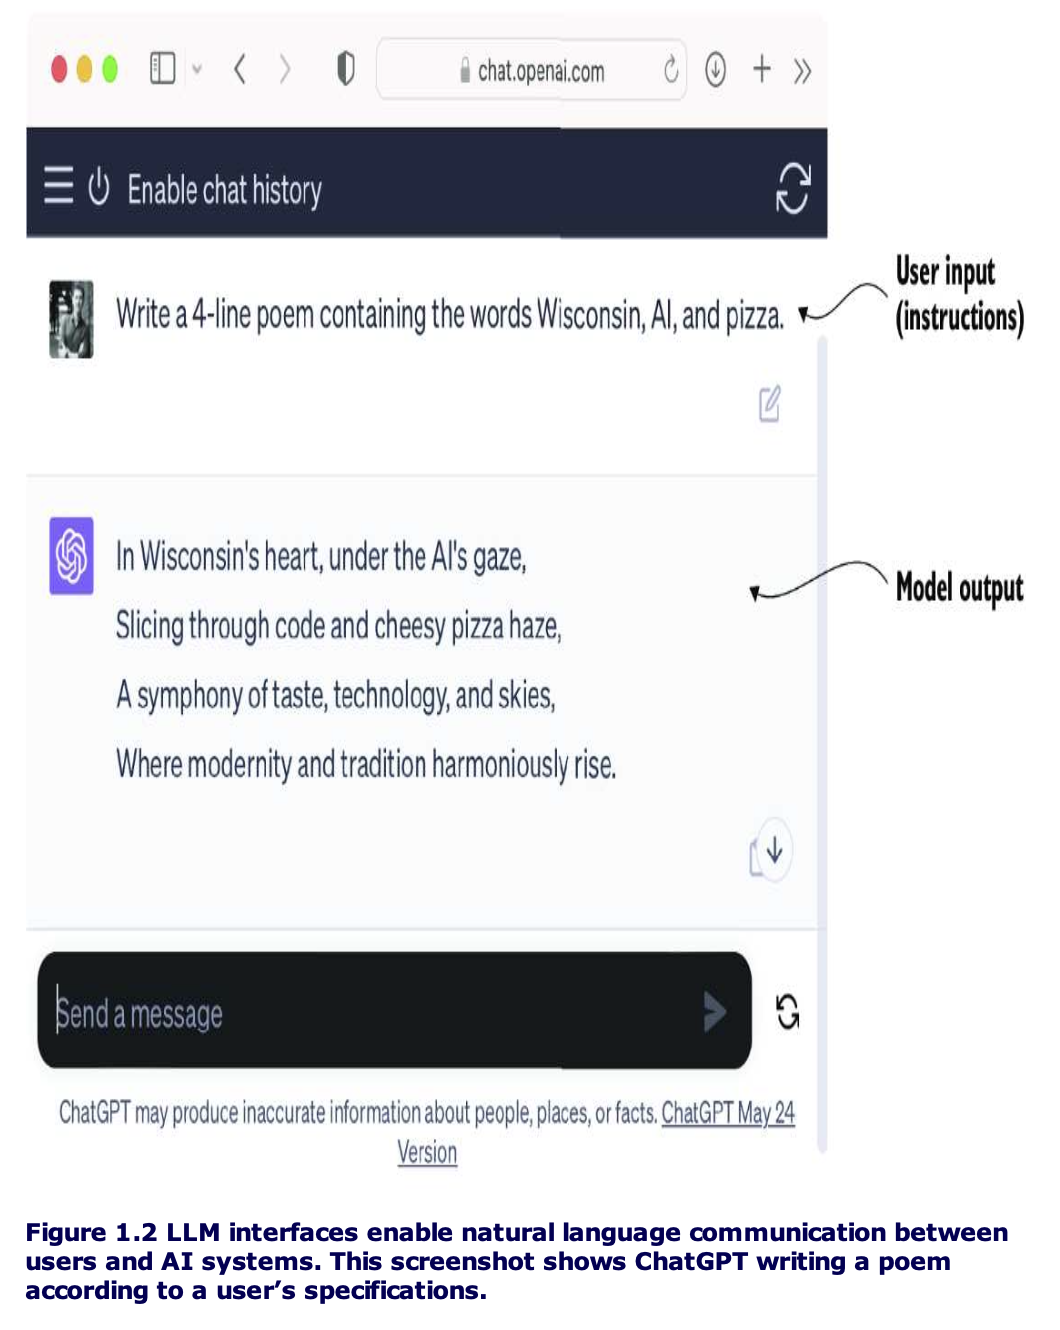 chat.openai.com
Enable chat history
Write a 4-line poem containing the words Wisconsin, AI, and pizza.
User input
(instructions)
In Wisconsin's heart, under the AI's gaze,
Slicing through code and cheesy pizza haze,
A symphony of taste, technology, and skies,
Where modernity and tradition harmoniously rise.
Model output
Send a message
ChatGPT may produce inaccurate information about people, places, or facts. ChatGPT May 24
Version
Figure 1.2 LLM interfaces enable natural language communication between
users and AI systems. This screenshot shows ChatGPT writing a poem
according to a user’s specifications.